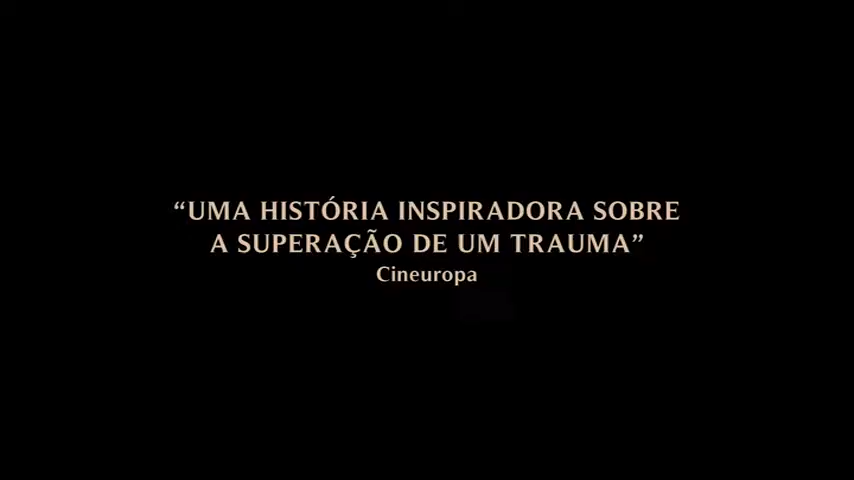 “UMA HISTÓRIA INSPIRADORA SOBRE
A SUPERAÇÃO DE UM TRAUMA”
Cineuropa